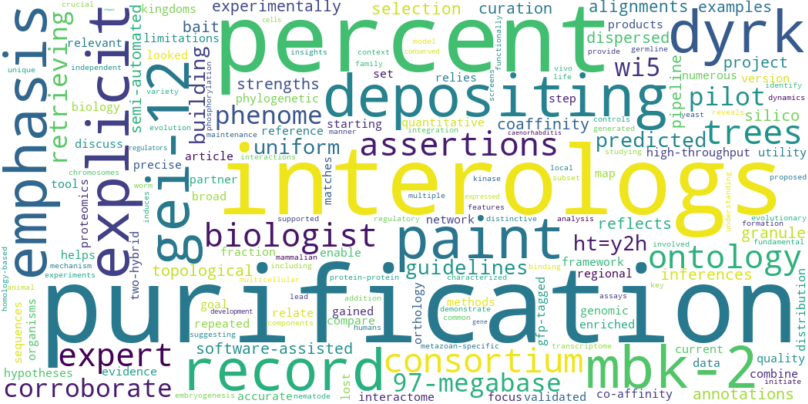 crucial
kingdoms
experimentally
selection
curation
alignments
examples
emphasis
explicit
relevant
looked
limitations
bait
cells
insights
context
family
model
conserved
products
provide
germline
dispersed
dyrk
unique
independent
variety
biology
retrieving
semi-automated
gei-12
building
phosphorylation
percent
strengths
phylogenetic
relies
set
vivo
life
screens
functionally
wi5
project
numerous
version
identify
pipeline
depositing
pilot
silico
phenome
reference
starting
manner
quantitative
integration
coaffinity
step
controls
generated
yeast
reveals
dynamics
evolution
maintenance
uniform
assertions
predicted
trees
discuss
regulators
chromosomes
article
interactions
caenorhabditis
studying
high-throughput
utility
precise
partner
matches
interologs
local
subset
proposed
tool
worm
induces
broad
multiple
expressed
kinase
features
map
understanding
evolutionary
proteomics
two-hybrid
biologist
supported
regulatory
network
distinctive
analysis
reflects
involved
formation
fundamental
granule
homology-based
helps
mechanism
experiments
fraction
mammalian
including
enable
paint
ht=y2h
framework
ontology
topological
multicellular
protein-protein
characterized
binding
guidelines
regional
inferences
key
sequences
organisms
animal
goal
repeated
development
suggesting
relate
components
humans
gained
compare
addition
lead
orthology
methods
demonstrate
common
gene
gfp-tagged
assays
genomic
enriched
distribution
purification
metazoan-specific
transcriptome
expert
software-assisted
record
consortium
mbk-2
current
data
quality
hypotheses
evidence
lost
97-megabase
validated
combine
initiate
corroborate
embryogenesis
accurate
nematode
interactome
focus
co-affinity
annotations